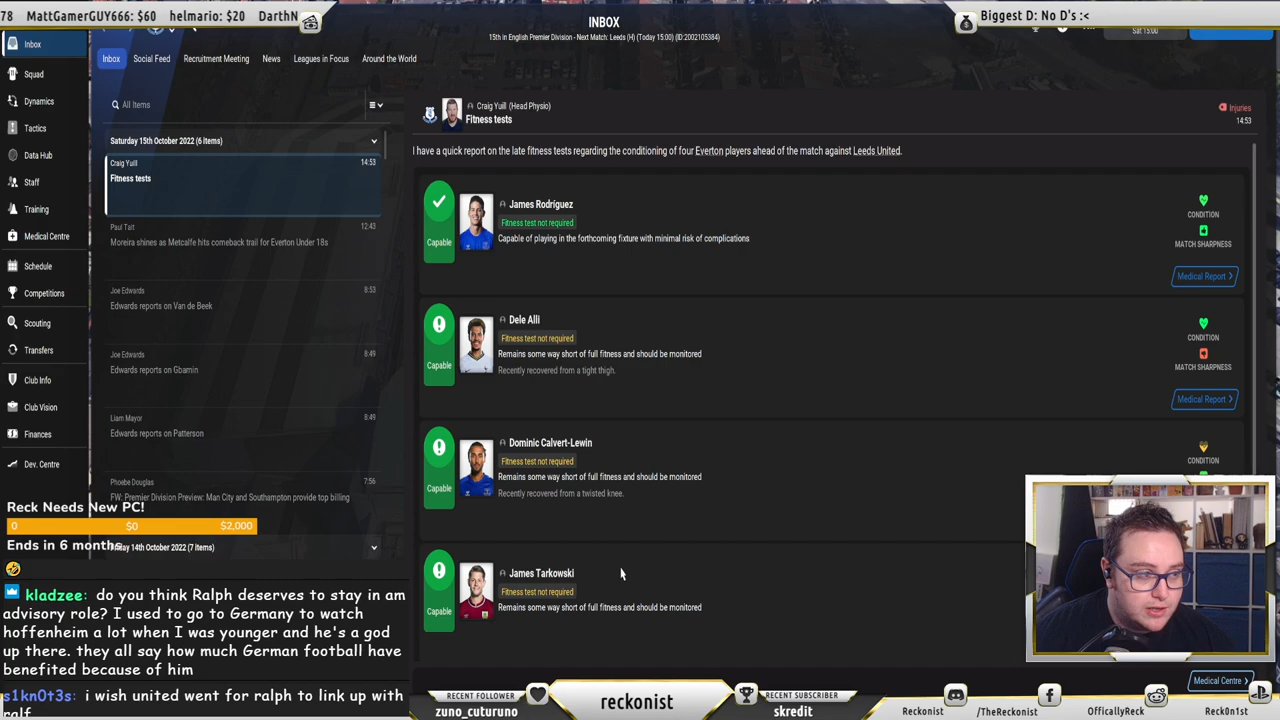 78 MattGamerGUY666: $60 helmario: $20 DarthN
Biggest D: No D's :<
INBOX
15th in English Premier Division - Next Match: Leeds (H) (Today 15:00) (ID:2002105384)
Sat 15:00
Inbox
Squad
Dynamics
Tactics
Data Hub
Staff
Training
Medical Centre
Schedule
Competitions
Scouting
Transfers
Club Info
Club Vision
Finances
Dev. Centre
Inbox Social Feed Recruitment Meeting News Leagues in Focus Around the World
All Items
Saturday 15th October 2022 (6 items)
Craig Yuill 14:53
Fitness tests
Paul Tait 12:43
Moreira shines as Metcalfe hits comeback trail for Everton Under 18s
Joe Edwards 8:53
Edwards reports on Van de Beek
Joe Edwards 8:49
Edwards reports on Gbamin
Liam Mayor 8:49
Edwards reports on Patterson
Phoebe Douglas 7:56
FW: Premier Division Preview: Man City and Southampton provide top billing
14th October 2022 (7 items)
Craig Yuill (Head Physio)
Fitness tests
Injuries
14:53
I have a quick report on the late fitness tests regarding the conditioning of four Everton players ahead of the match against Leeds United.
Capable
James Rodríguez
Fitness test not required
Capable of playing in the forthcoming fixture with minimal risk of complications
CONDITION
MATCH SHARPNESS
Medical Report
Capable
Dele Alli
Fitness test not required
Remains some way short of full fitness and should be monitored
Recently recovered from a tight thigh.
CONDITION
MATCH SHARPNESS
Medical Report
Capable
Dominic Calvert-Lewin
Fitness test not required
Remains some way short of full fitness and should be monitored
Recently recovered from a twisted knee.
CONDITION
Capable
James Tarkowski
Fitness test not required
Remains some way short of full fitness and should be monitored
Medical Centre
Reck Needs New PC!
0 $0 $2,000
Ends in 6 months
kladzee: do you think Ralph deserves to stay in am
advisory role? I used to go to Germany to watch
hoffenheim a lot when I was younger and he's a god
up there. they all say how much German football have
benefited because of him
s1kn0t3s: i wish united went for ralph to link up with
ralf
RECENT FOLLOWER
zuno_cuturuno
reckonist
RECENT SUBSCRIBER
skredit
Reckonist
/TheReckonist
OfficallyReck
Reck0n1st